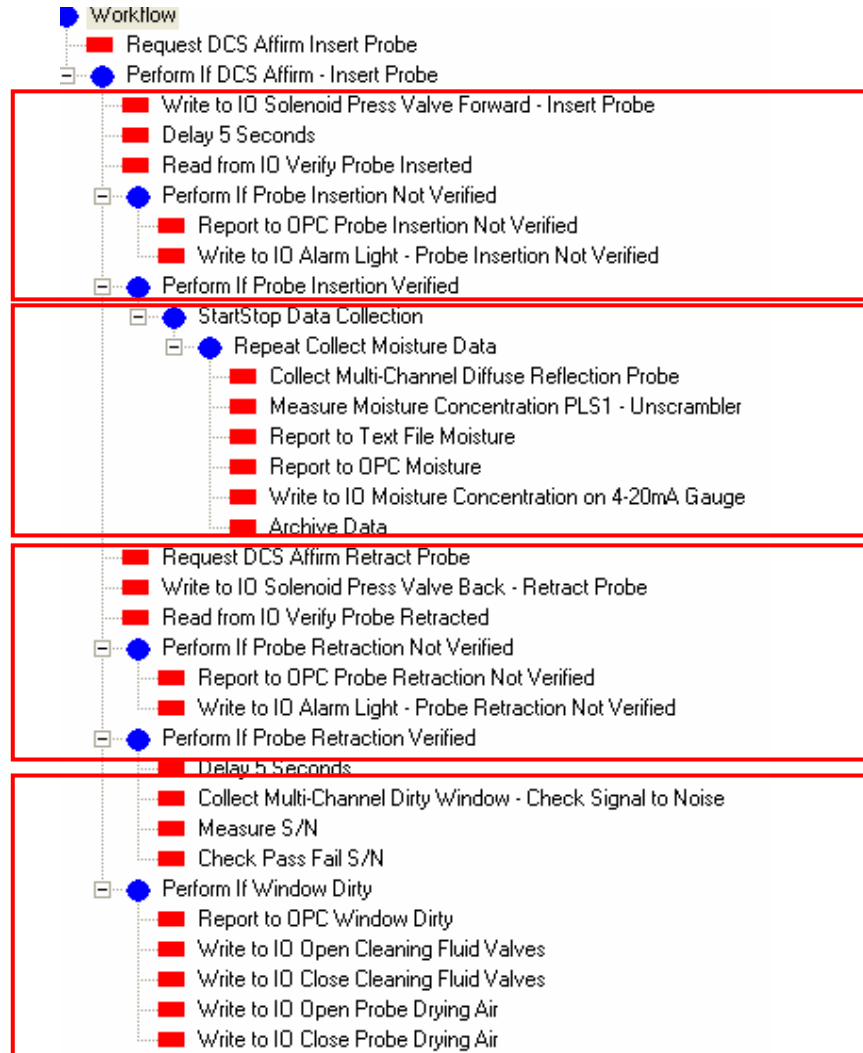 Workflow
Request DCS Affirm Insert Probe
Perform If DCS Affirm - Insert Probe
Write to IO Solenoid Press Valve Forward - Insert Probe
Delay 5 Seconds
Read from IO Verify Probe Inserted
Perform If Probe Insertion Not Verified
Report to OPC Probe Insertion Not Verified
Write to IO Alarm Light - Probe Insertion Not Verified
Perform If Probe Insertion Verified
StartStop Data Collection
Repeat Collect Moisture Data
Collect Multi-Channel Diffuse Reflection Probe
Measure Moisture Concentration PLS1 - Unscrambler
Report to Text File Moisture
Report to OPC Moisture
Write to IO Moisture Concentration on 4-20mA Gauge
Archive Data
Request DCS Affirm Retract Probe
Write to IO Solenoid Press Valve Back - Retract Probe
Read from IO Verify Probe Retracted
Perform If Probe Retraction Not Verified
Report to OPC Probe Retraction Not Verified
Write to IO Alarm Light - Probe Retraction Not Verified
Perform If Probe Retraction Verified
Delay 5 Seconds
Collect Multi-Channel Dirty Window - Check Signal to Noise
Measure S/N
Check Pass Fail S/N
Perform If Window Dirty
Report to OPC Window Dirty
Write to IO Open Cleaning Fluid Valves
Write to IO Close Cleaning Fluid Valves
Write to IO Open Probe Drying Air
Write to IO Close Probe Drying Air